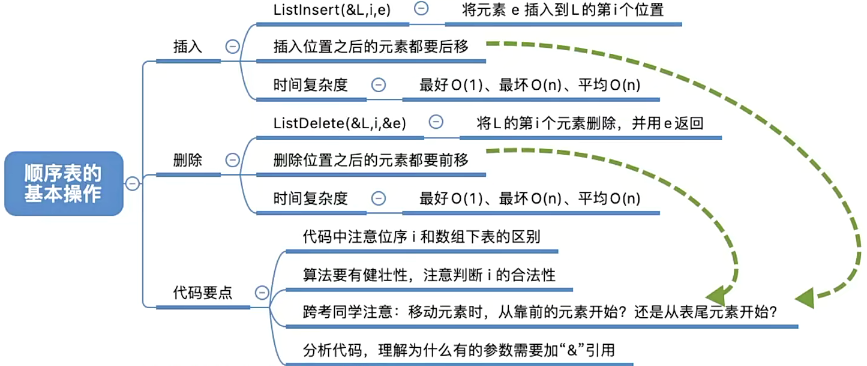 顺序表的
基本操作
插入
ListInsert(&L,i,e)
将元素 e 插入到L的第i个位置
插入位置之后的元素都要后移
时间复杂度
最好O(1)、最坏O(n)、平均O(n)
删除
ListDelete(&L,i,&e)
将L的第i个元素删除，并用e返回
删除位置之后的元素都要前移
时间复杂度
最好O(1)、最坏O(n)、平均O(n)
代码要点
代码中注意位序 i 和数组下表的区别
算法要有健壮性，注意判断 i 的合法性
跨考同学注意：移动元素时，从靠前的元素开始？还是从表尾元素开始？
分析代码，理解为什么有的参数需要加“&”引用